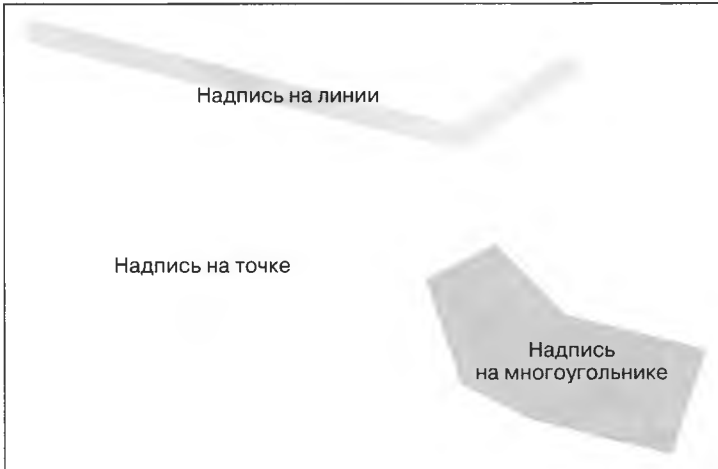 Надпись на линии
Надпись на точке
Надпись
на многоугольнике